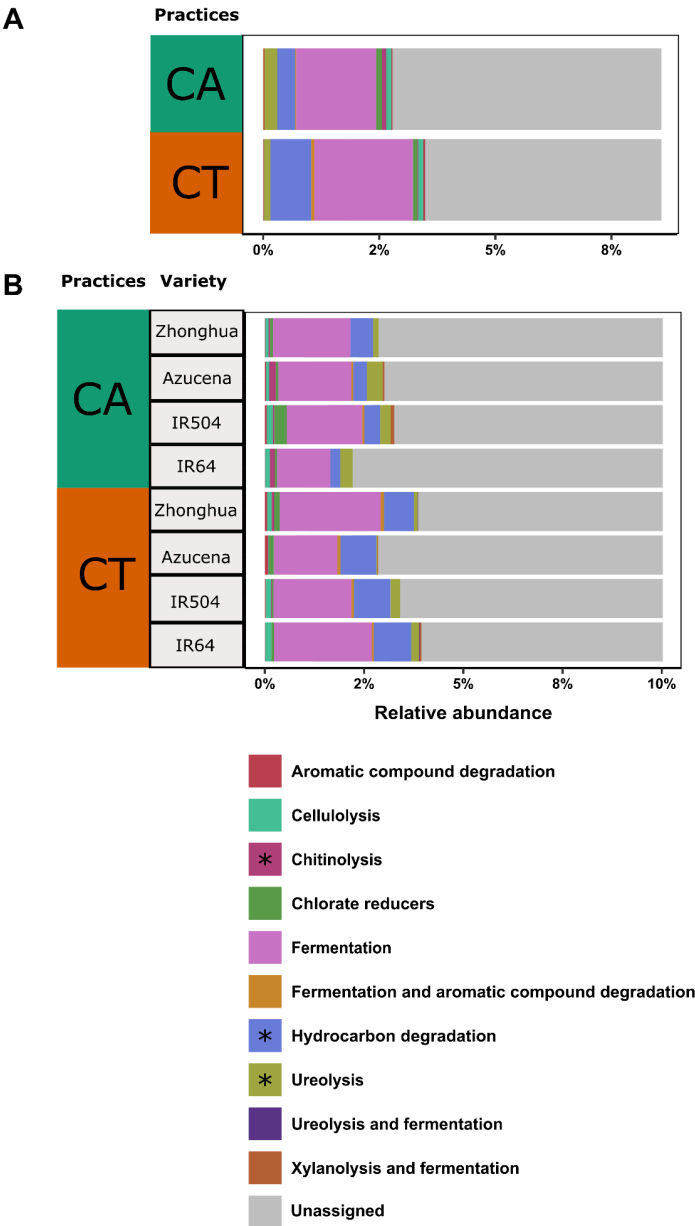 A
Practices
CA
CT
0% 2% 5% 8%
B
Practices Variety
CA
Zhonghua
Azucena
IR504
IR64
CT
Zhonghua
Azucena
IR504
IR64
0% 2% 5% 8% 10%
Relative abundance
Aromatic compound degradation
Cellulolysis
* Chitinolysis
Chlorate reducers
Fermentation
Fermentation and aromatic compound degradation
* Hydrocarbon degradation
* Ureolysis
Ureolysis and fermentation
Xylanolysis and fermentation
Unassigned